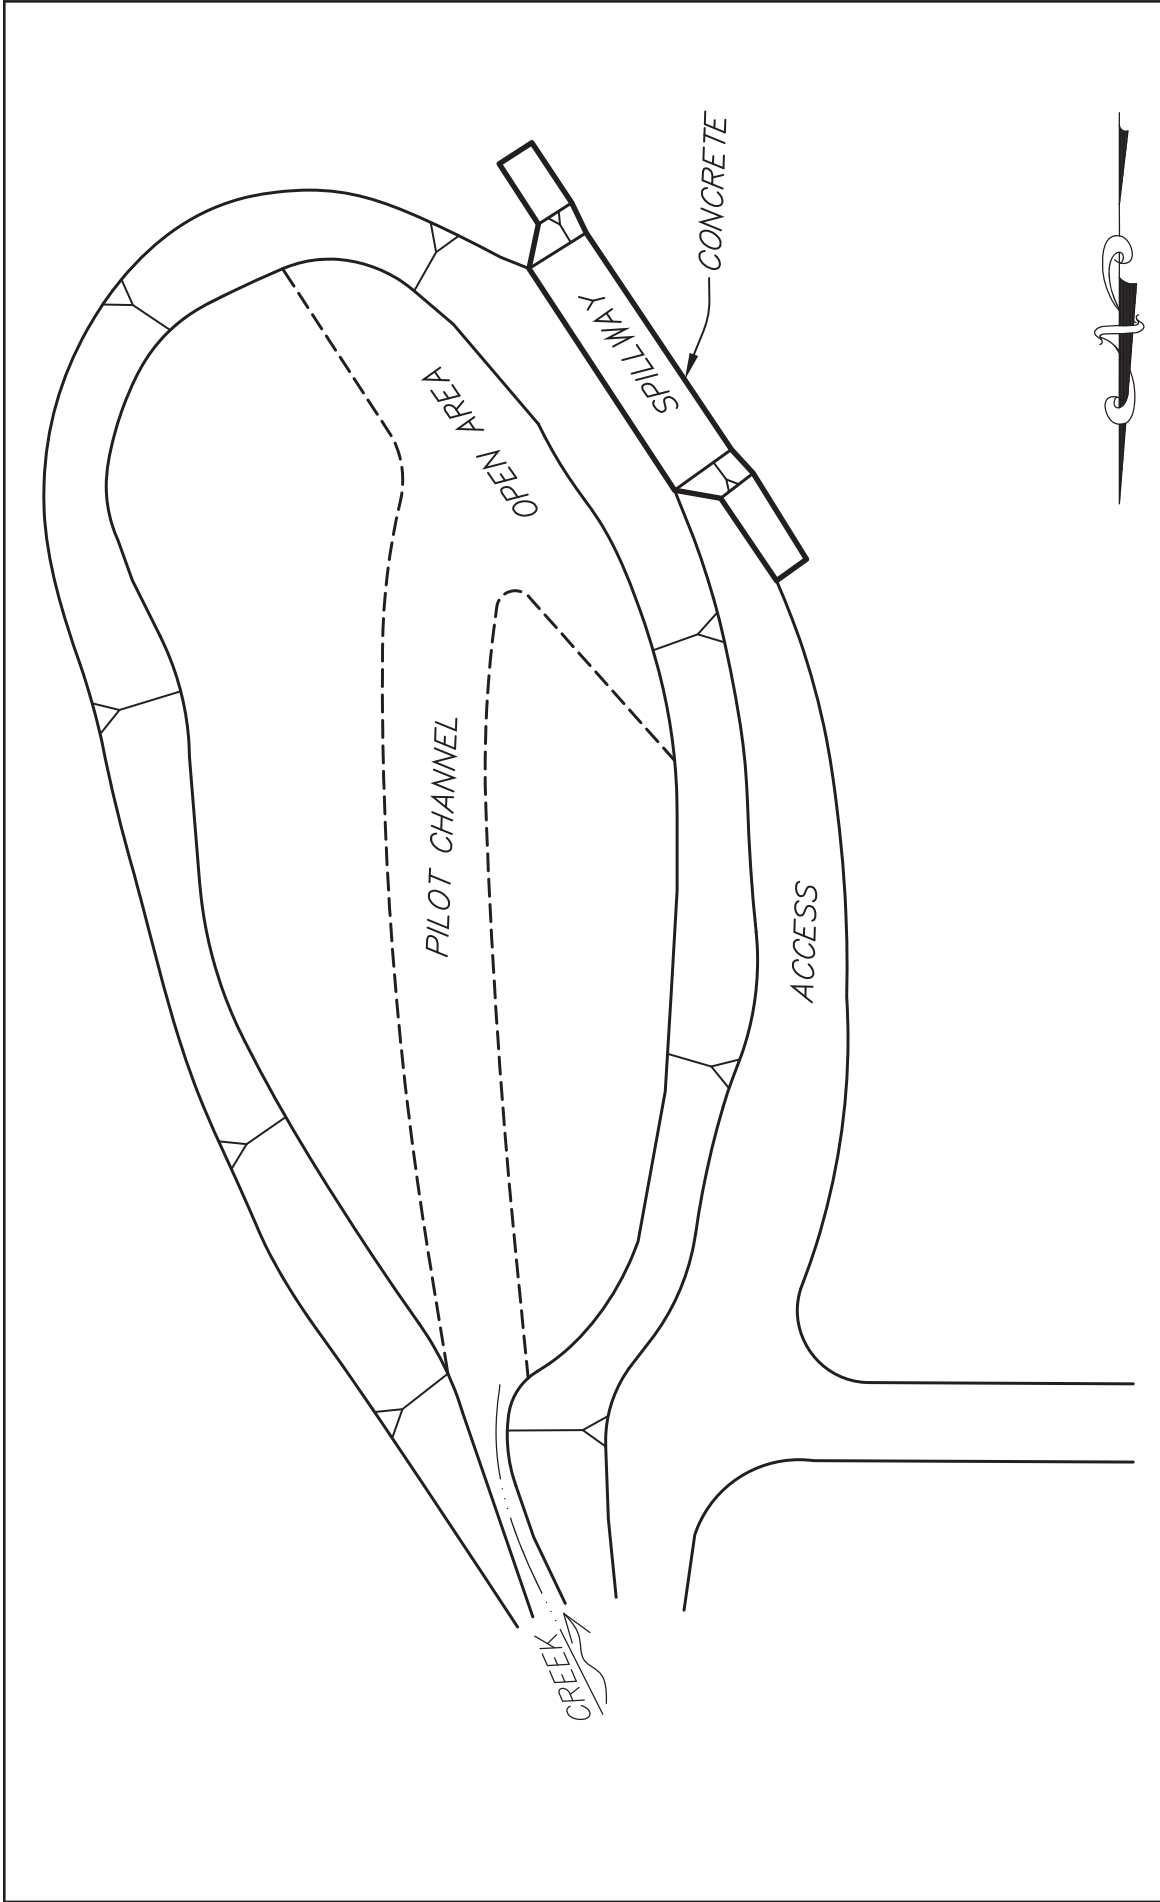 CONCRETE
SPILLWAY
OPEN AREA
PILOT CHANNEL
ACCESS
CREEK